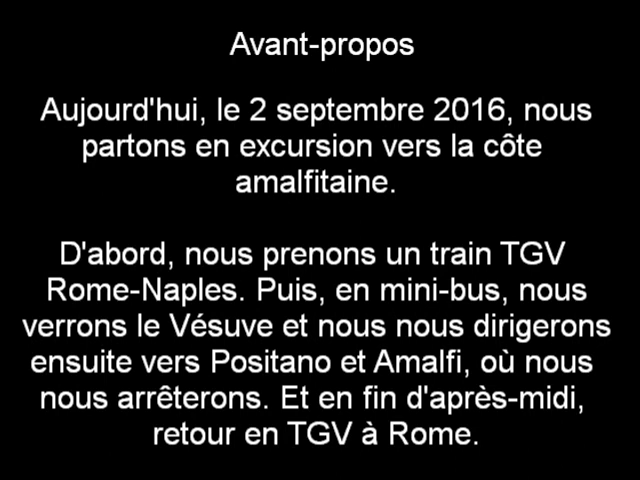 Avant-propos
Aujourd'hui, le 2 septembre 2016, nous
partons en excursion vers la côte
amalfitaine.
D'abord, nous prenons un train TGV
Rome-Naples. Puis, en mini-bus, nous
verrons le Vésuve et nous nous dirigerons
ensuite vers Positano et Amalfi, où nous
nous arrêterons. Et en fin d'après-midi,
retour en TGV à Rome.